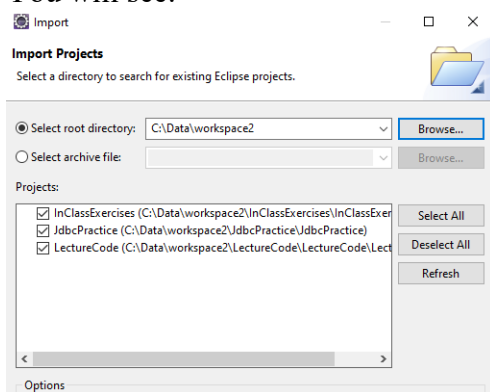 You will see:
Import
Import Projects
Select a directory to search for existing Eclipse projects.
Select root directory: C:\Data\workspace2 Browse...
Select archive file: Browse...
Projects:
InClassExercises (C:\Data\workspace2\InClassExercises\InClassExer
JdbcPractice (C:\Data\workspace2\JdbcPractice\JdbcPractice)
LectureCode (C:\Data\workspace2\LectureCode\LectureCode\Lect
Select All
Deselect All
Refresh
Options